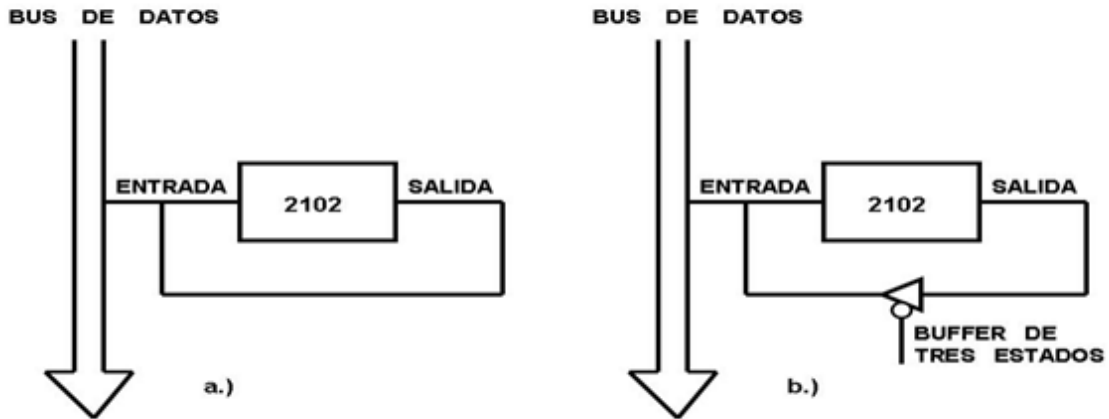 BUS DE DATOS
ENTRADA
2102
SALIDA
a.)
BUS DE DATOS
ENTRADA
2102
SALIDA
BUFFER DE
TRES ESTADOS
b.)